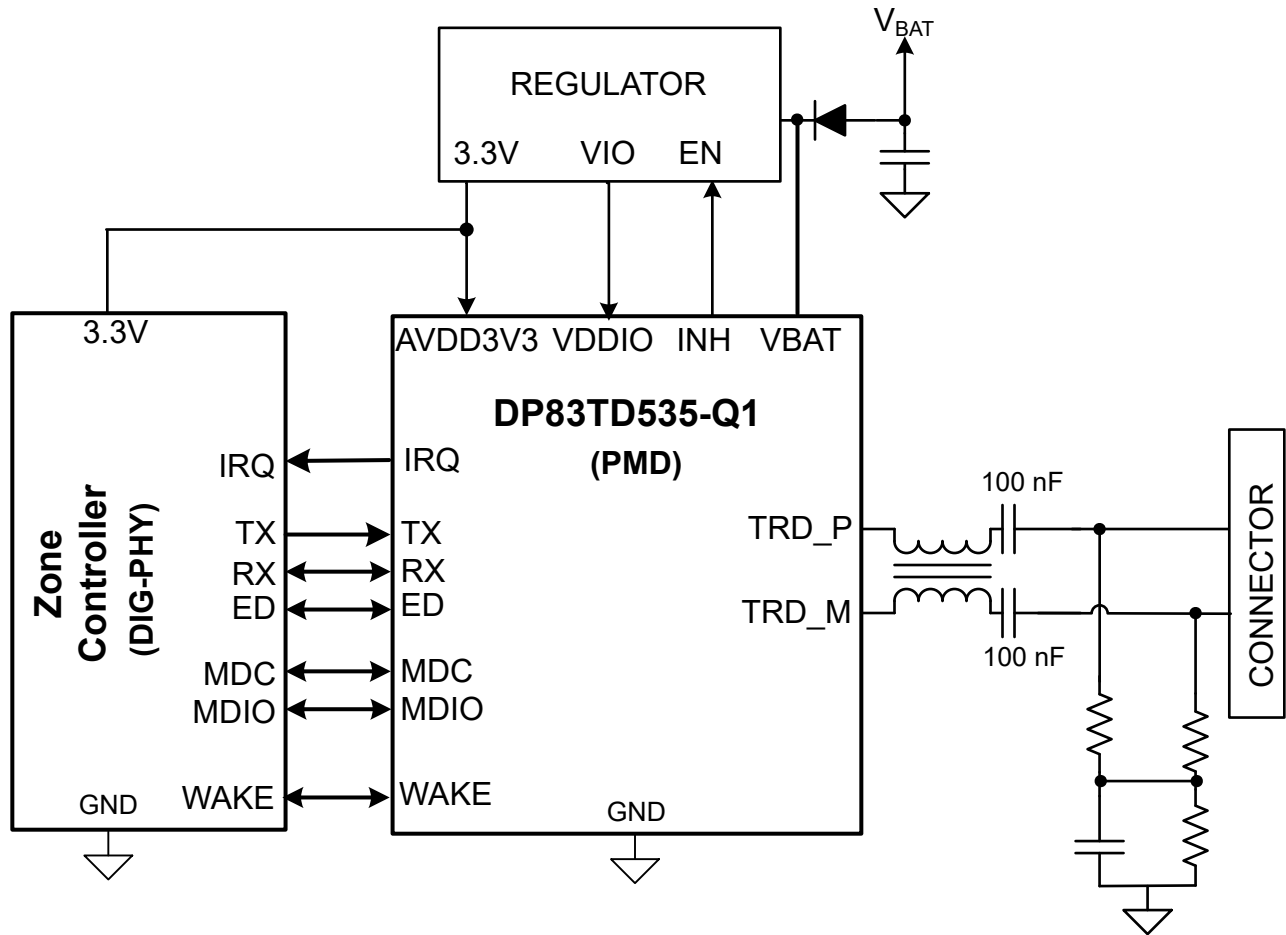 VBAT
REGULATOR
3.3V VIO EN
3.3V
AVDD3V3 VDDIO INH VBAT
DP83TD535-Q1
(PMD)
Zone
Controller
(DIG-PHY)
IRQ
TX
RX
ED
MDC
MDIO
WAKE
GND
IRQ
TX
RX
ED
MDC
MDIO
WAKE
GND
TRD_P
TRD_M
100 nF
100 nF
CONNECTOR